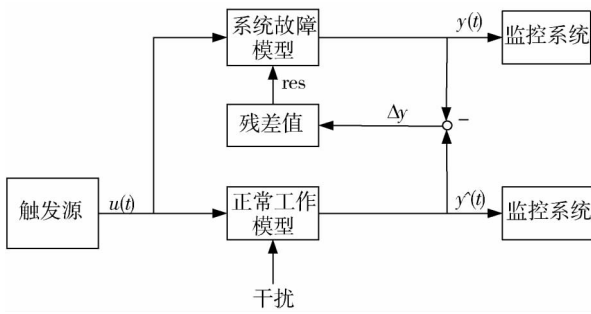 系统故障
模型
y(t)
监控系统
res
残差值
Δy
−
触发源
u(t)
正常工作
模型
y^(t)
监控系统
干扰